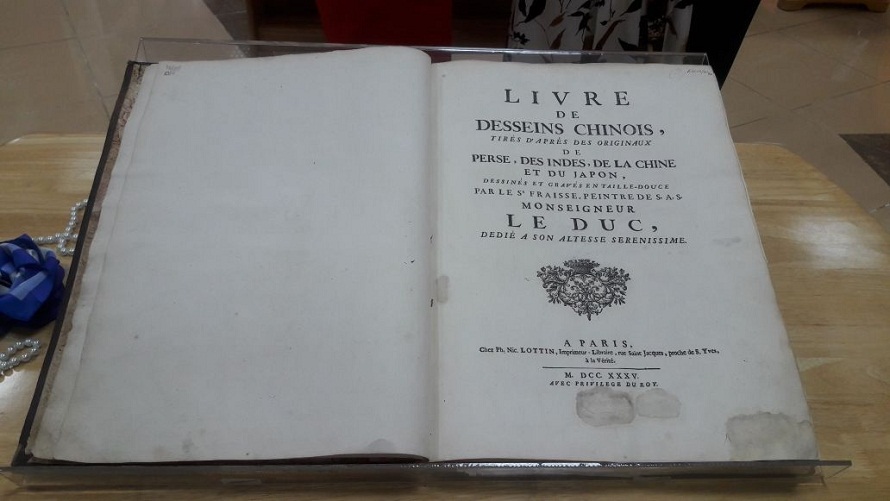 LIVRE
DE
DESSEINS CHINOIS,
TIRÉS D'APRÈS DES ORIGINAUX
DE
PERSE, DES INDES, DE LA CHINE
ET DU JAPON,
DESSINÉS ET GRAVÉS EN TAILLE-DOUCE
PAR LE Sr FRAISSE, PEINTRE DE S. A. S.
MONSEIGNEUR
LE DUC,
DEDIÉ A SON ALTESSE SERENISSIME.
A PARIS,
Chez Ph. Nic. LOTTIN, Imprimeur-Libraire, rue Saint Jacques, proche de S. Yves,
à la Vérité.
M. DCC. XXXV.
AVEC PRIVILEGE DU ROY.